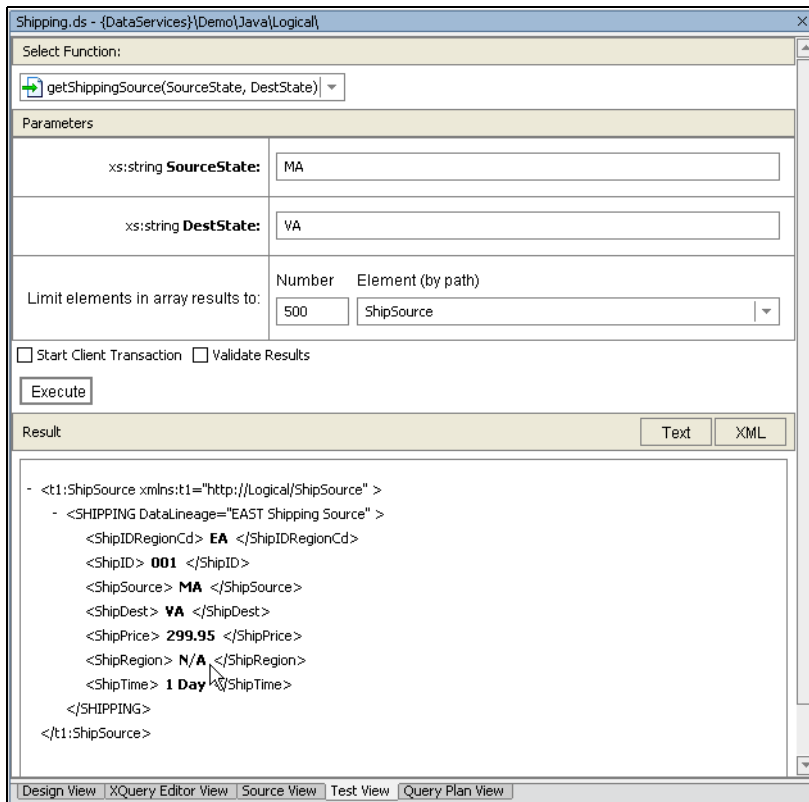 Shipping.ds - {DataServices}\Demo\Java\Logical\
Select Function:
getShippingSource(SourceState, DestState)
Parameters
xs:string SourceState: MA
xs:string DestState: VA
Number Element (by path)
Limit elements in array results to: 500 ShipSource
Start Client Transaction Validate Results
Execute
Result Text XML
- <t1:ShipSource xmlns:t1="http://Logical/ShipSource" >
- <SHIPPING DataLineage="EAST Shipping Source" >
<ShipIDRegionCd> EA </ShipIDRegionCd>
<ShipID> 001 </ShipID>
<ShipSource> MA </ShipSource>
<ShipDest> VA </ShipDest>
<ShipPrice> 299.95 </ShipPrice>
<ShipRegion> N/A </ShipRegion>
<ShipTime> 1 Day </ShipTime>
</SHIPPING>
</t1:ShipSource>
Design View XQuery Editor View Source View Test View Query Plan View